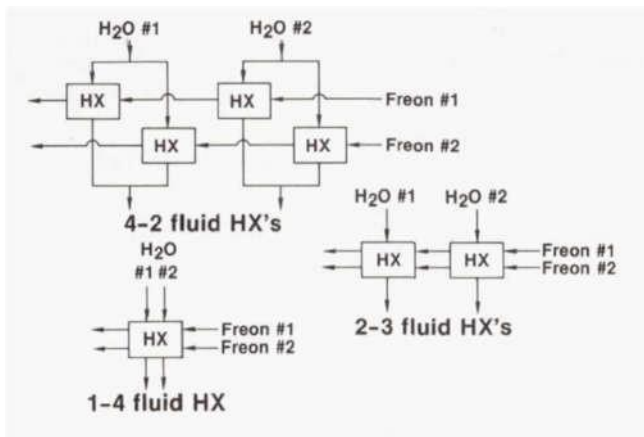 H2O #1
H2O #2
HX
HX
Freon #1
HX
HX
Freon #2
4-2 fluid HX's
H2O #1
H2O #2
HX
HX
Freon #1
Freon #2
2-3 fluid HX's
H2O
#1 #2
HX
Freon #1
Freon #2
1-4 fluid HX